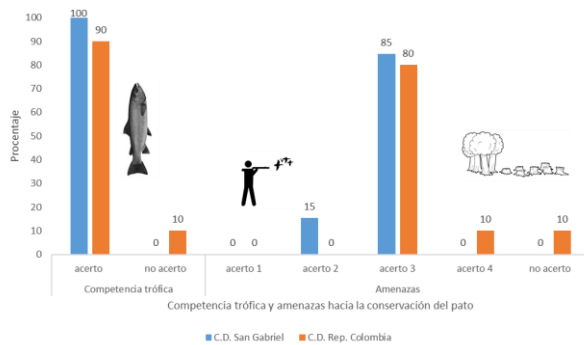 100
90
80
70
60
50
40
30
20
10
0
Procentaje
100
90
0
10
0
0
15
0
85
80
0
10
0
10
acerto
no acerto
acerto 1
acerto 2
acerto 3
acerto 4
no acerto
Competencia trófica
Amenazas
Competencia trófica y amenazas hacia la conservación del pato
C.D. San Gabriel
C.D. Rep. Colombia